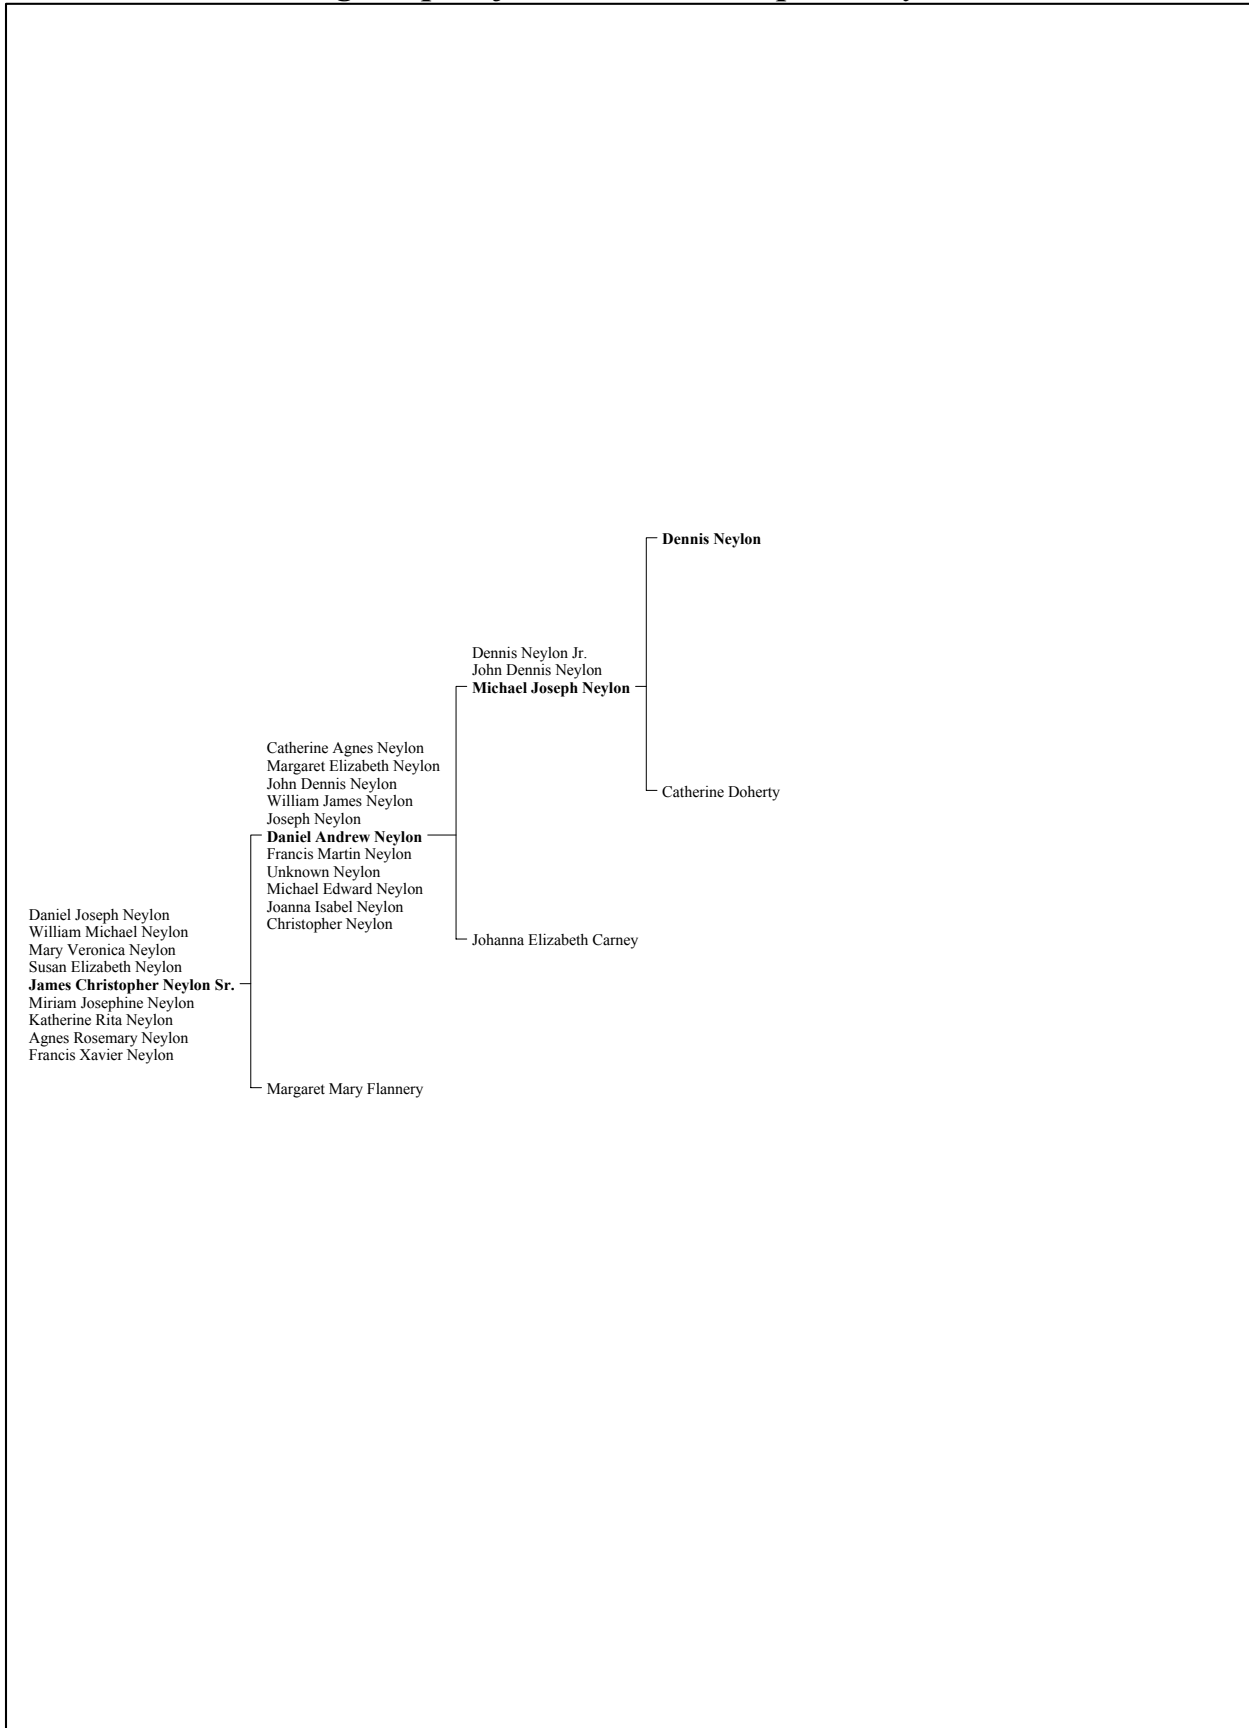 Dennis Neylon
Dennis Neylon Jr.
John Dennis Neylon
Michael Joseph Neylon
Catherine Agnes Neylon
Margaret Elizabeth Neylon
John Dennis Neylon
William James Neylon
Joseph Neylon
Daniel Andrew Neylon
Francis Martin Neylon
Unknown Neylon
Michael Edward Neylon
Joanna Isabel Neylon
Christopher Neylon
Catherine Doherty
Daniel Joseph Neylon
William Michael Neylon
Mary Veronica Neylon
Susan Elizabeth Neylon
James Christopher Neylon Sr.
Miriam Josephine Neylon
Katherine Rita Neylon
Agnes Rosemary Neylon
Francis Xavier Neylon
Johanna Elizabeth Carney
Margaret Mary Flannery